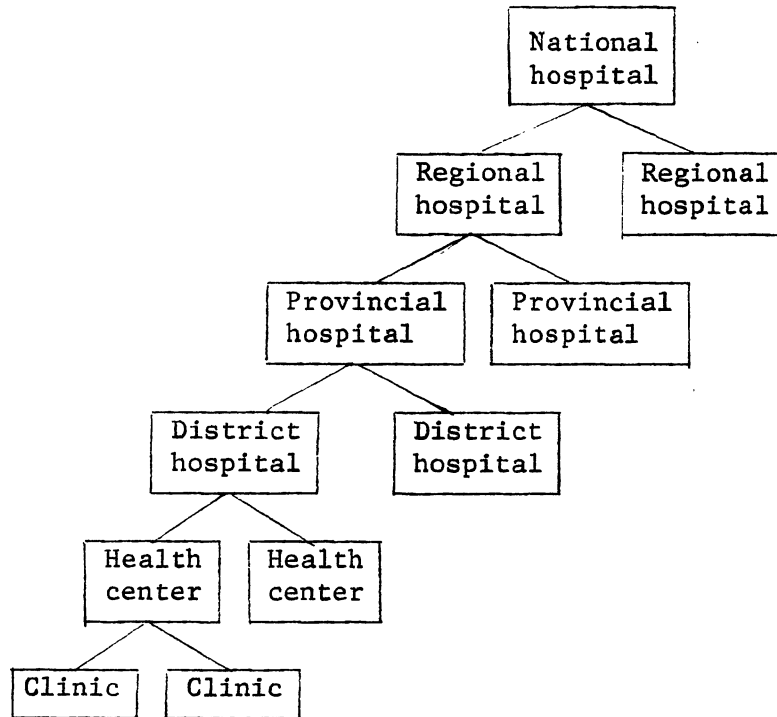 National
hospital
Regional
hospital
Regional
hospital
Provincial
hospital
Provincial
hospital
District
hospital
District
hospital
Health
center
Health
center
Clinic
Clinic